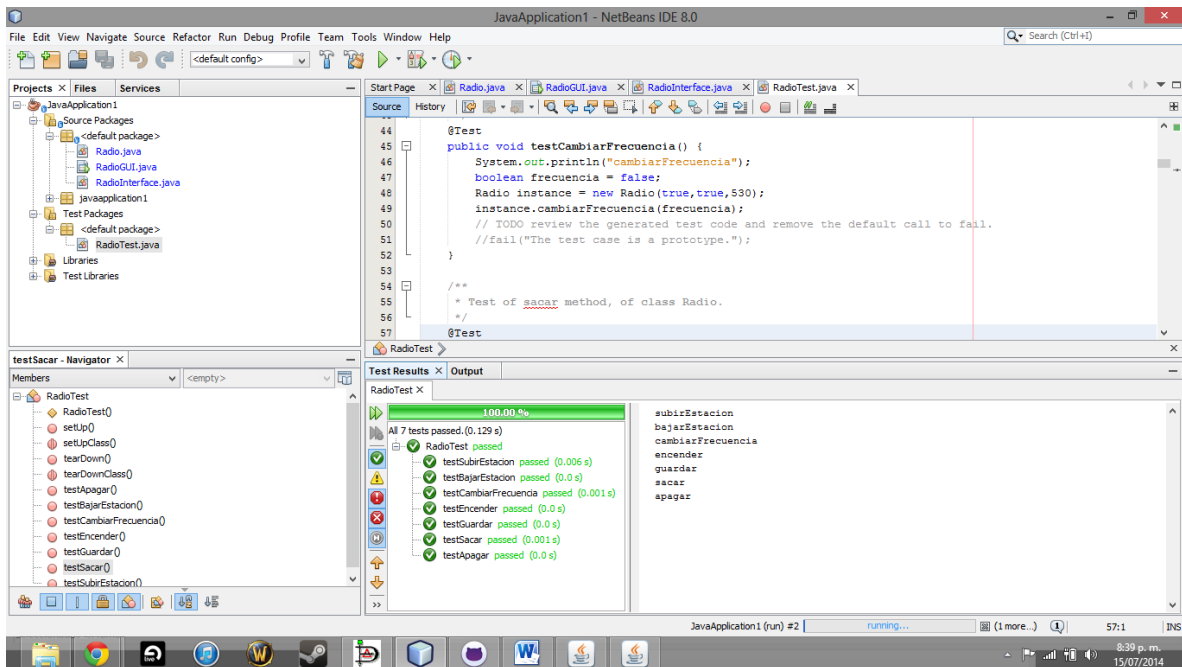 JavaApplication1 - NetBeans IDE 8.0
File Edit View Navigate Source Refactor Run Debug Profile Team Tools Window Help
Search (Ctrl+I)
<default config>
Projects Files Services
JavaApplication1
Source Packages
<default package>
Radio.java
RadioGUI.java
RadioInterface.java
javaapplication1
Test Packages
<default package>
RadioTest.java
Libraries
Test Libraries
Start Page Radio.java RadioGUI.java RadioInterface.java RadioTest.java
Source History
44 @Test
45 public void testCambiarFrecuencia() {
46 System.out.println("cambiarFrecuencia");
47 boolean frecuencia = false;
48 Radio instance = new Radio(true,true,530);
49 instance.cambiarFrecuencia(frecuencia);
50 // TODO review the generated test code and remove the default call to fail.
51 //fail("The test case is a prototype.");
52 }
53
54 /**
55 * Test of sacar method, of class Radio.
56 */
57 @Test
RadioTest
testSacar - Navigator
Members <empty>
RadioTest
RadioTest()
setUp()
setUpClass()
tearDown()
tearDownClass()
testApagar()
testBajarEstacion()
testCambiarFrecuencia()
testEncender()
testGuardar()
testSacar()
testSubirEstacion()
Test Results Output
RadioTest
100.00 %
All 7 tests passed.(0.129 s)
RadioTest passed
testSubirEstacion passed (0.006 s)
testBajarEstacion passed (0.0 s)
testCambiarFrecuencia passed (0.001 s)
testEncender passed (0.0 s)
testGuardar passed (0.0 s)
testSacar passed (0.001 s)
testApagar passed (0.0 s)
subirEstacion
bajarEstacion
cambiarFrecuencia
encender
guardar
sacar
apagar
JavaApplication1 (run) #2 running... (1 more...) 1 57:1 INS
live
8:39 p. m.
15/07/2014